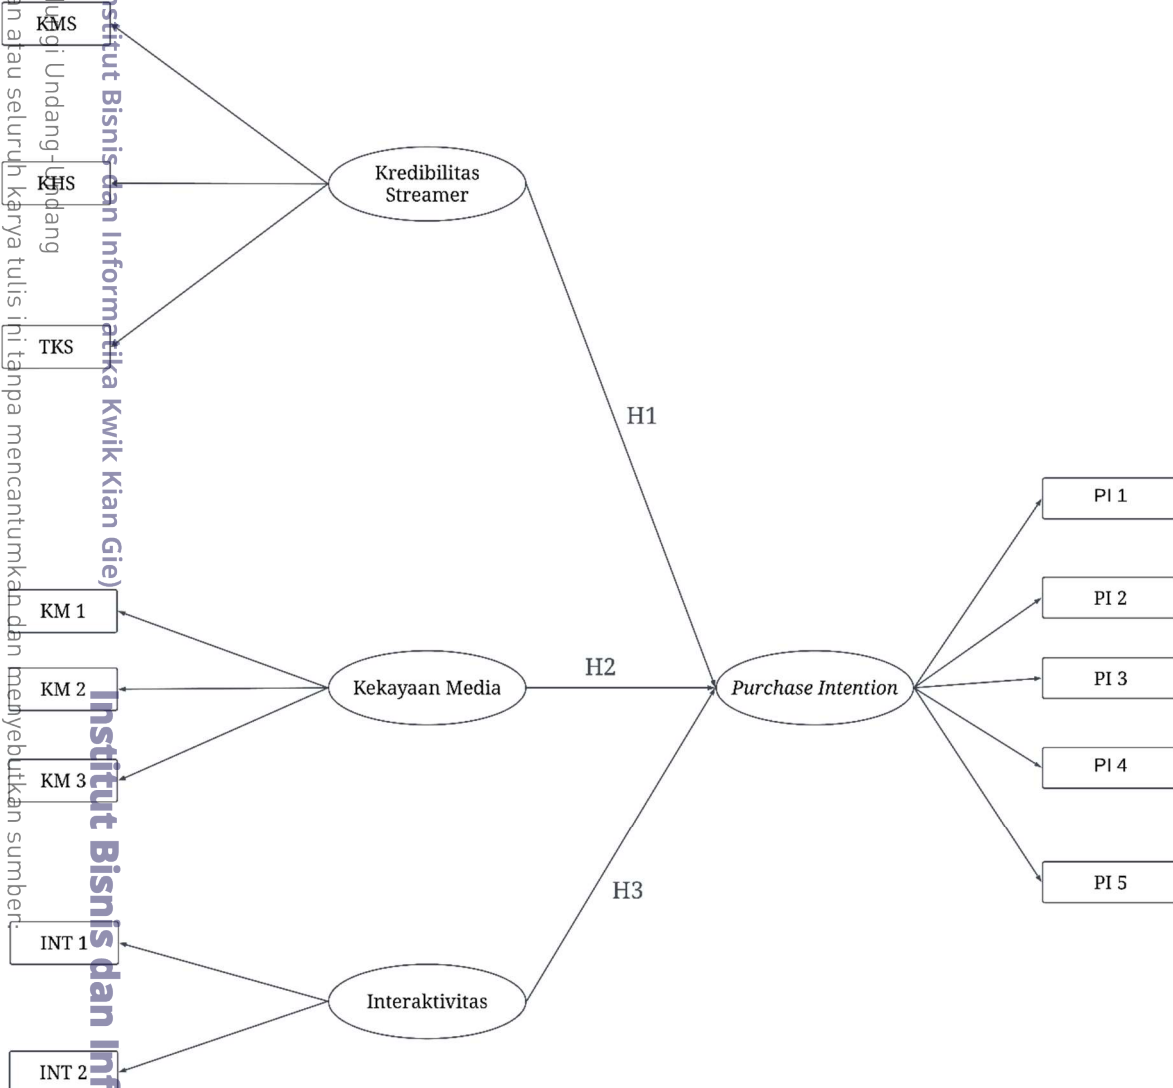 KMS
KHS
TKS
Kredibilitas
Streamer
H1
KM 1
KM 2
KM 3
Kekayaan Media
H2
Purchase Intention
PI 1
PI 2
PI 3
PI 4
PI 5
H3
INT 1
INT 2
Interaktivitas
Undang-Undang
an atau seluruh karya tulis ini tanpa mencantumkan dan menyebutkan sumber:
stitut Bisnis dan Informatika Kwik Kian Gie)
Institut Bisnis dan Inf